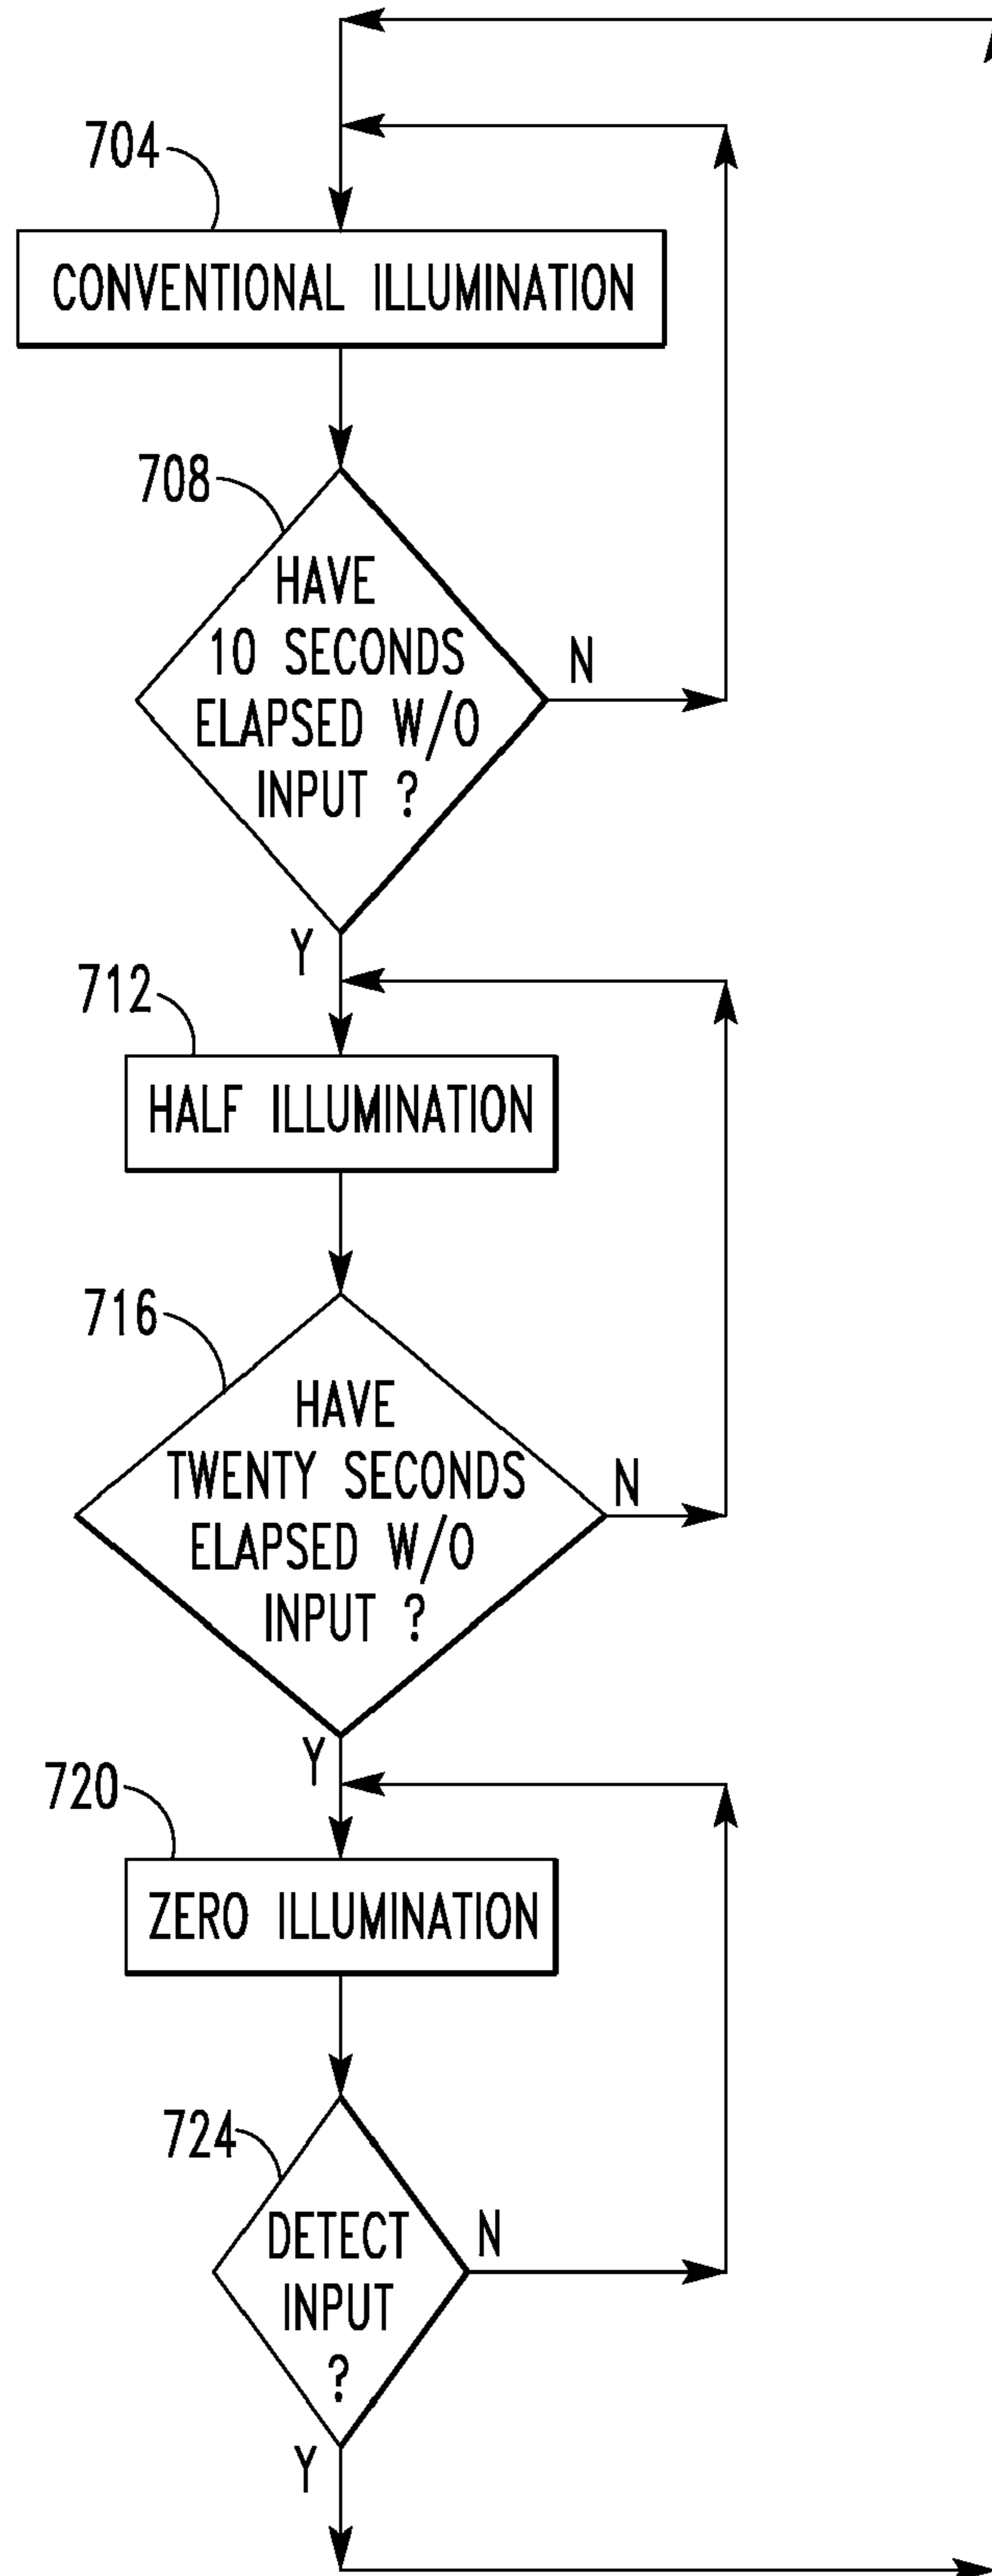 704
CONVENTIONAL ILLUMINATION
708
HAVE
10 SECONDS
ELAPSED W/O
INPUT ?
N
Y
712
HALF ILLUMINATION
716
HAVE
TWENTY SECONDS
ELAPSED W/O
INPUT ?
N
Y
720
ZERO ILLUMINATION
724
DETECT
INPUT
?
N
Y